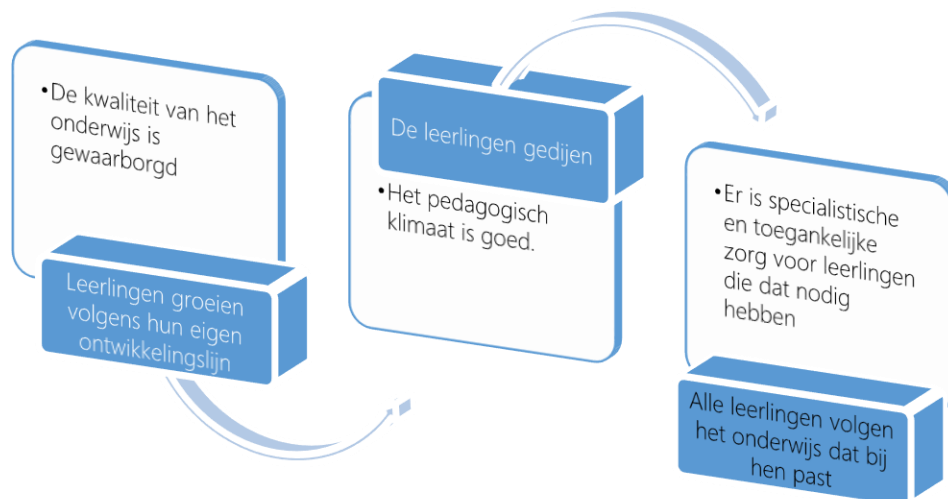 •De kwaliteit van het
onderwijs is
gewaarborgd
Leerlingen groeien
volgens hun eigen
ontwikkelingslijn
De leerlingen gedijen
•Het pedagogisch
klimaat is goed.
•Er is specialistische
en toegankelijke
zorg voor leerlingen
die dat nodig
hebben
Alle leerlingen volgen
het onderwijs dat bij
hen past